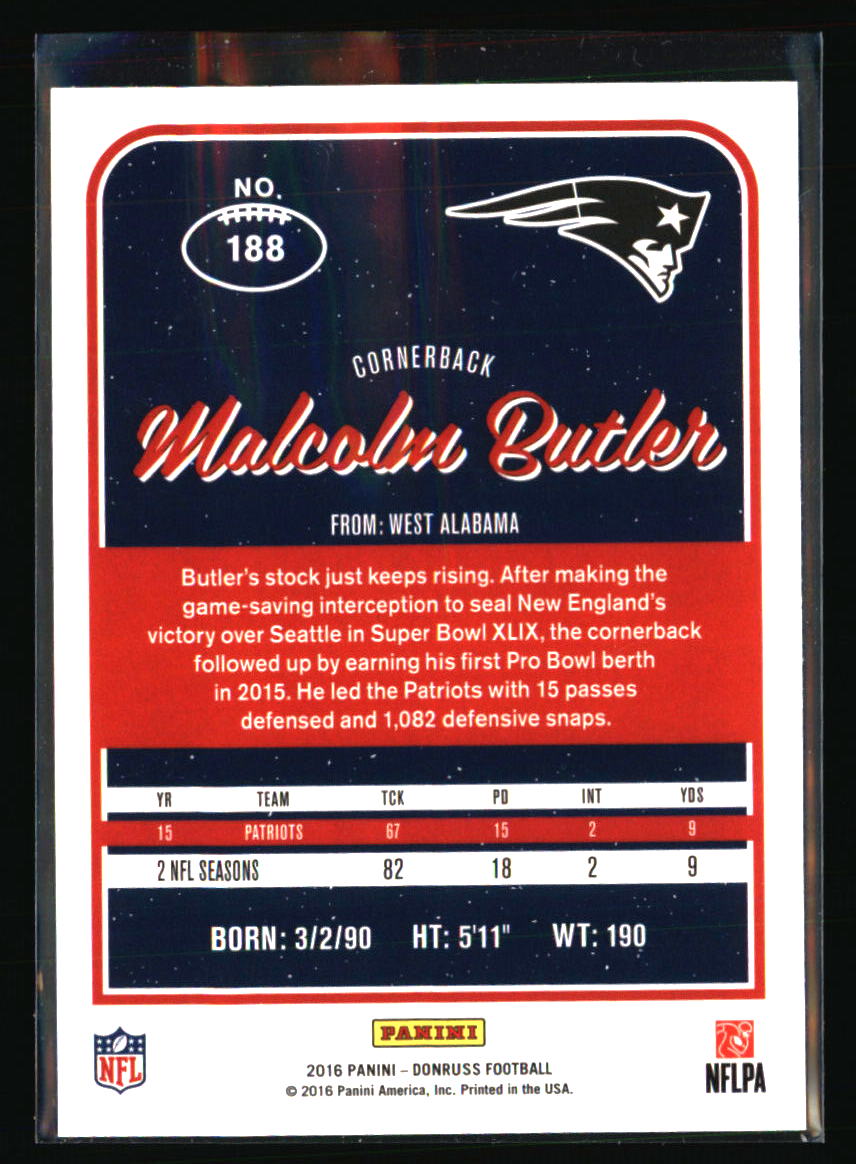 NO.
188
CORNERBACK
Malcolm Butler
FROM: WEST ALABAMA
Butler's stock just keeps rising. After making the
game-saving interception to seal New England's
victory over Seattle in Super Bowl XLIX, the cornerback
followed up by earning his first Pro Bowl berth
in 2015. He led the Patriots with 15 passes
defensed and 1,082 defensive snaps.
YR TEAM TCK PD INT YDS
15 PATRIOTS 67 15 2 9
2 NFL SEASONS 82 18 2 9
BORN: 3/2/90 HT: 5'11" WT: 190
NFL
PANINI
2016 PANINI – DONRUSS FOOTBALL
© 2016 Panini America, Inc. Printed in the USA.
NFLPA